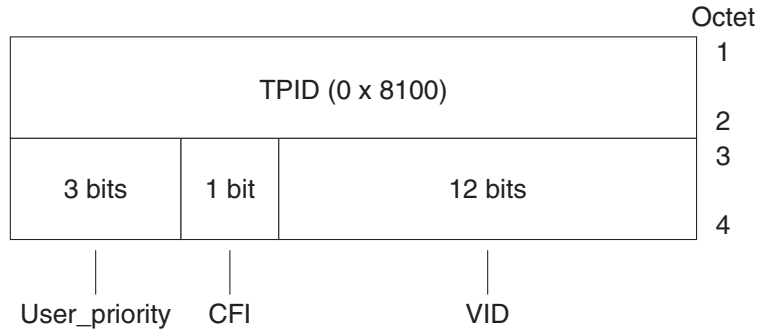 Octet
1
TPID (0 x 8100)
2
3
3 bits 1 bit 12 bits
4
User_priority CFI VID